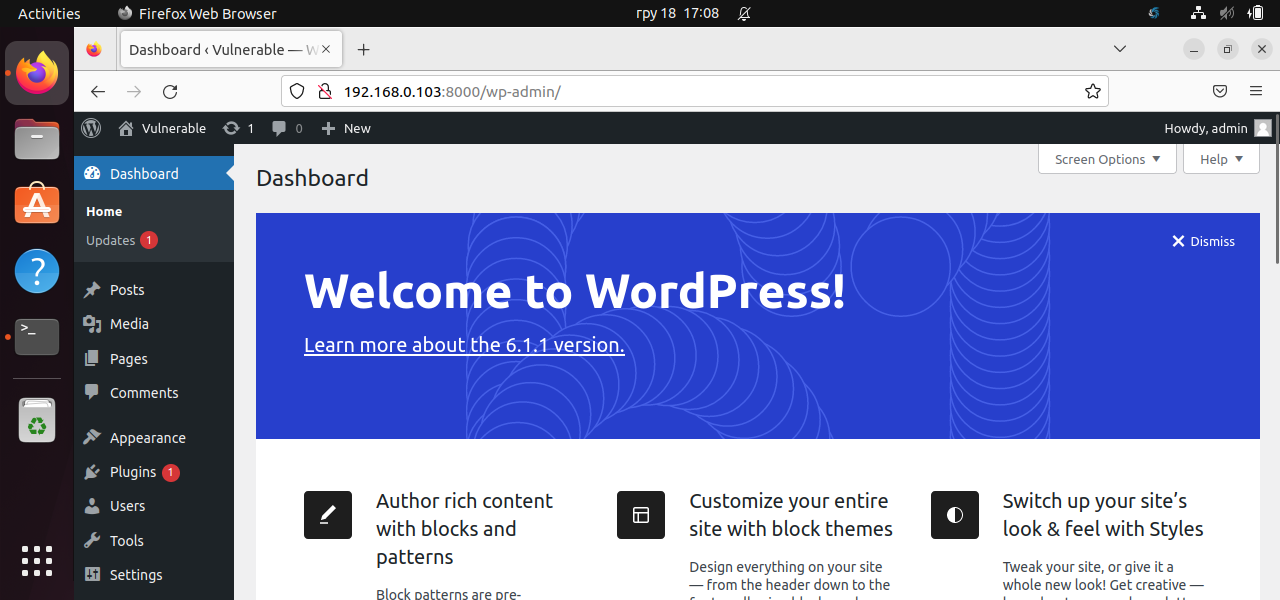 Activities
Firefox Web Browser
гру 18 17:08
Dashboard ‹ Vulnerable — W
192.168.0.103:8000/wp-admin/
Vulnerable
1
0
New
Howdy, admin
Dashboard
Home
Updates 1
Posts
Media
Pages
Comments
Appearance
Plugins 1
Users
Tools
Settings
Screen Options
Help
Dashboard
Dismiss
Welcome to WordPress!
Learn more about the 6.1.1 version.
Author rich content
with blocks and
patterns
Block patterns are pre-
Customize your entire
site with block themes
Design everything on your site
— from the header down to the
Switch up your site’s
look & feel with Styles
Tweak your site, or give it a
whole new look! Get creative —